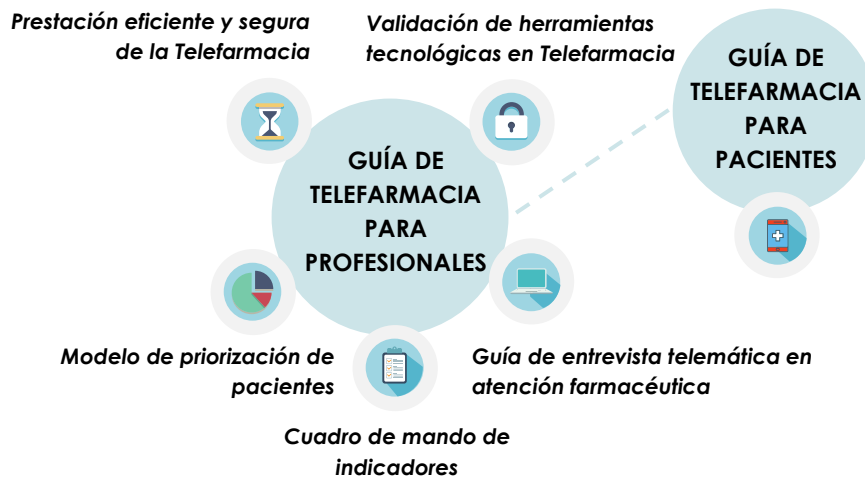 Prestación eficiente y segura
de la Telefarmacia
Validación de herramientas
tecnológicas en Telefarmacia
GUÍA DE
TELEFARMACIA
PARA
PACIENTES
GUÍA DE
TELEFARMACIA
PARA
PROFESIONALES
Modelo de priorización de
pacientes
Guía de entrevista telemática en
atención farmacéutica
Cuadro de mando de
indicadores